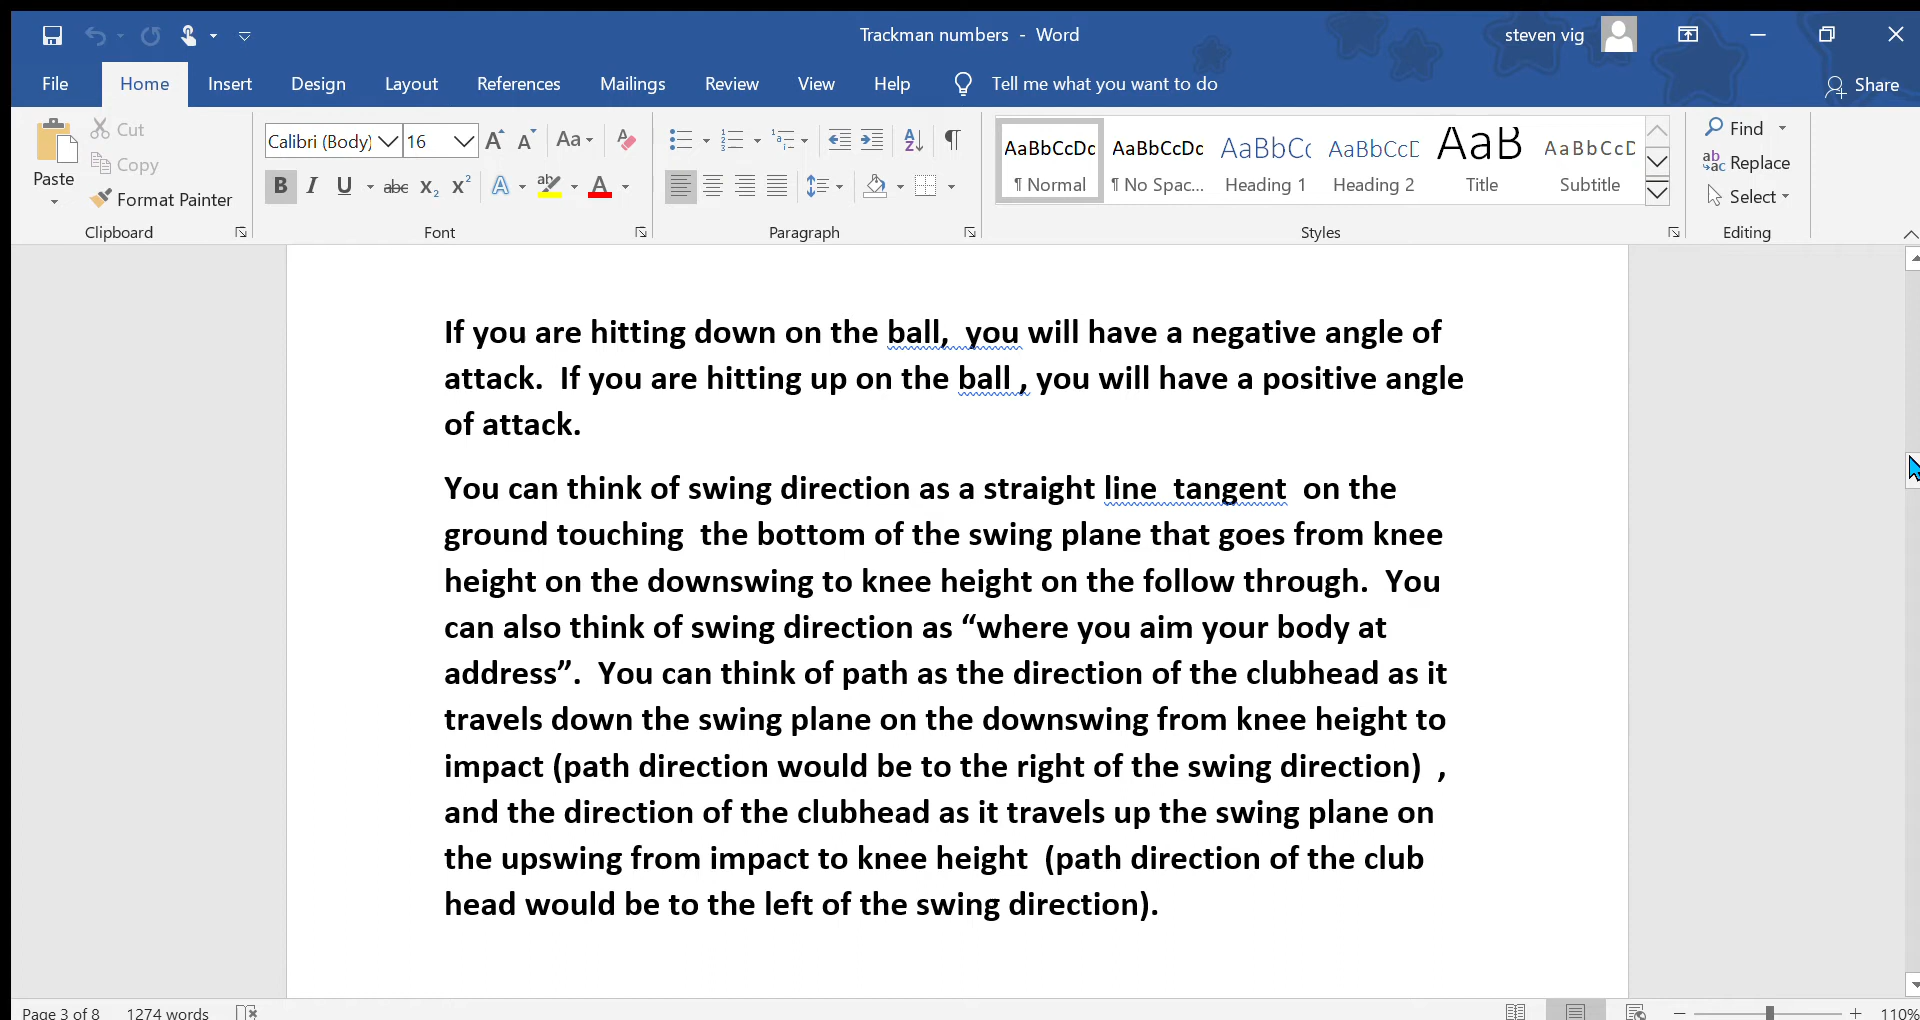 Trackman numbers - Word
steven vig
File Home Insert Design Layout References Mailings Review View Help Tell me what you want to do
Share
Paste
Cut
Copy
Format Painter
Clipboard
Calibri (Body) 16
Aa
B I U abc X₂ X²
A ab A
Font
Paragraph
AaBbCcDc AaBbCcDc AaBbCc AaBbCcD AaB AaBbCcD
¶ Normal ¶ No Spac... Heading 1 Heading 2 Title Subtitle
Styles
Find
Replace
Select
Editing
If you are hitting down on the ball,  you will have a negative angle of
attack.  If you are hitting up on the ball , you will have a positive angle
of attack.
You can think of swing direction as a straight line  tangent  on the
ground touching  the bottom of the swing plane that goes from knee
height on the downswing to knee height on the follow through.  You
can also think of swing direction as “where you aim your body at
address”.  You can think of path as the direction of the clubhead as it
travels down the swing plane on the downswing from knee height to
impact (path direction would be to the right of the swing direction)  ,
and the direction of the clubhead as it travels up the swing plane on
the upswing from impact to knee height  (path direction of the club
head would be to the left of the swing direction).
Page 3 of 8 1274 words
110%